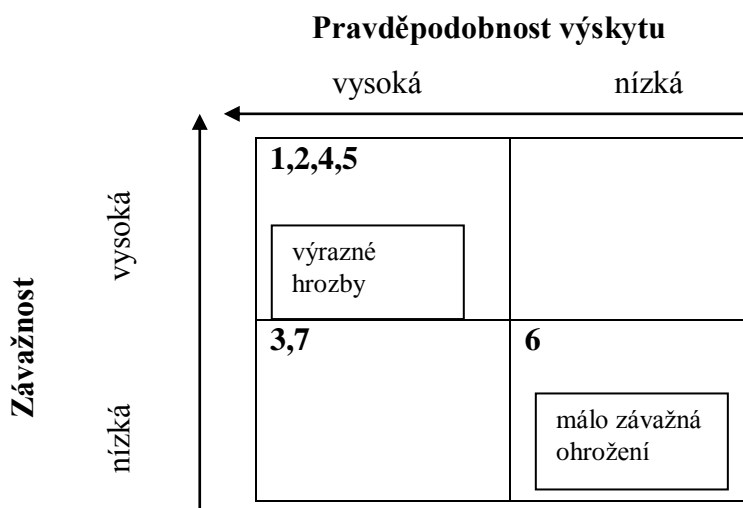 Pravděpodobnost výskytu
vysoká
nízká
Závažnost
vysoká
nízká
1,2,4,5
výrazné
hrozby
3,7
6
málo závažná
ohrožení